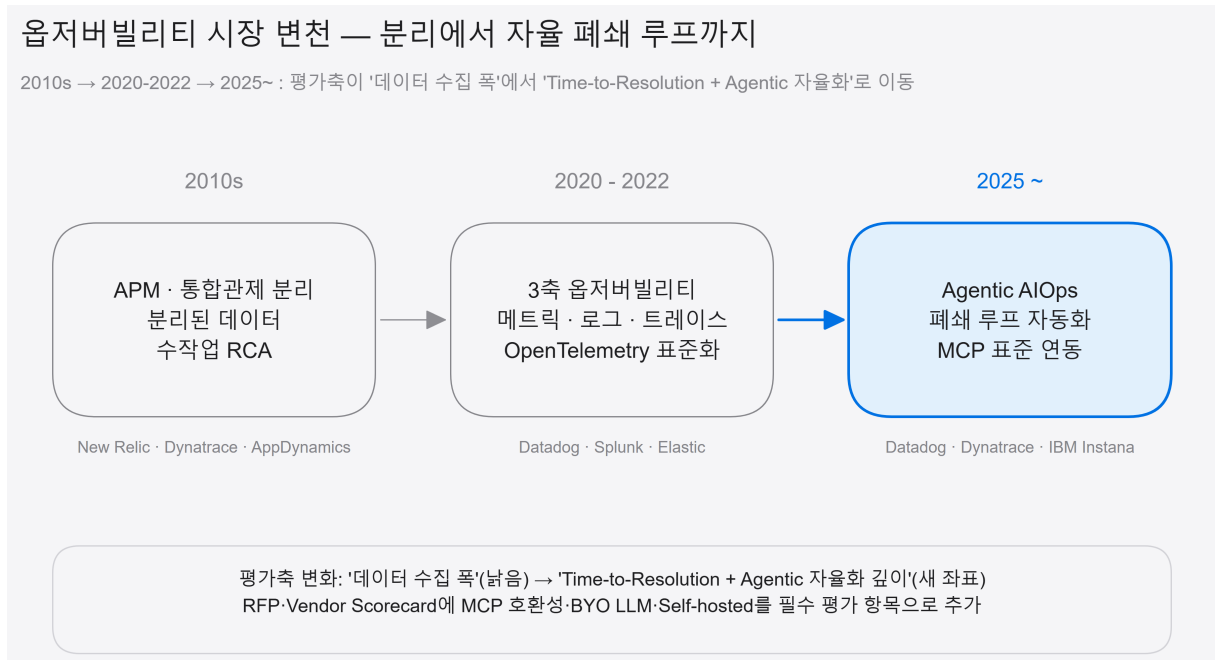 옵저버빌리티 시장 변천 — 분리에서 자율 폐쇄 루프까지
2010s → 2020-2022 → 2025~ : 평가축이 '데이터 수집 폭'에서 'Time-to-Resolution + Agentic 자율화'로 이동
2010s
APM · 통합관제 분리
분리된 데이터
수작업 RCA
New Relic · Dynatrace · AppDynamics
2020 - 2022
3축 옵저버빌리티
메트릭 · 로그 · 트레이스
OpenTelemetry 표준화
Datadog · Splunk · Elastic
2025 ~
Agentic AIOps
폐쇄 루프 자동화
MCP 표준 연동
Datadog · Dynatrace · IBM Instana
평가축 변화: '데이터 수집 폭'(낡음) → 'Time-to-Resolution + Agentic 자율화 깊이'(새 좌표)
RFP·Vendor Scorecard에 MCP 호환성·BYO LLM·Self-hosted를 필수 평가 항목으로 추가